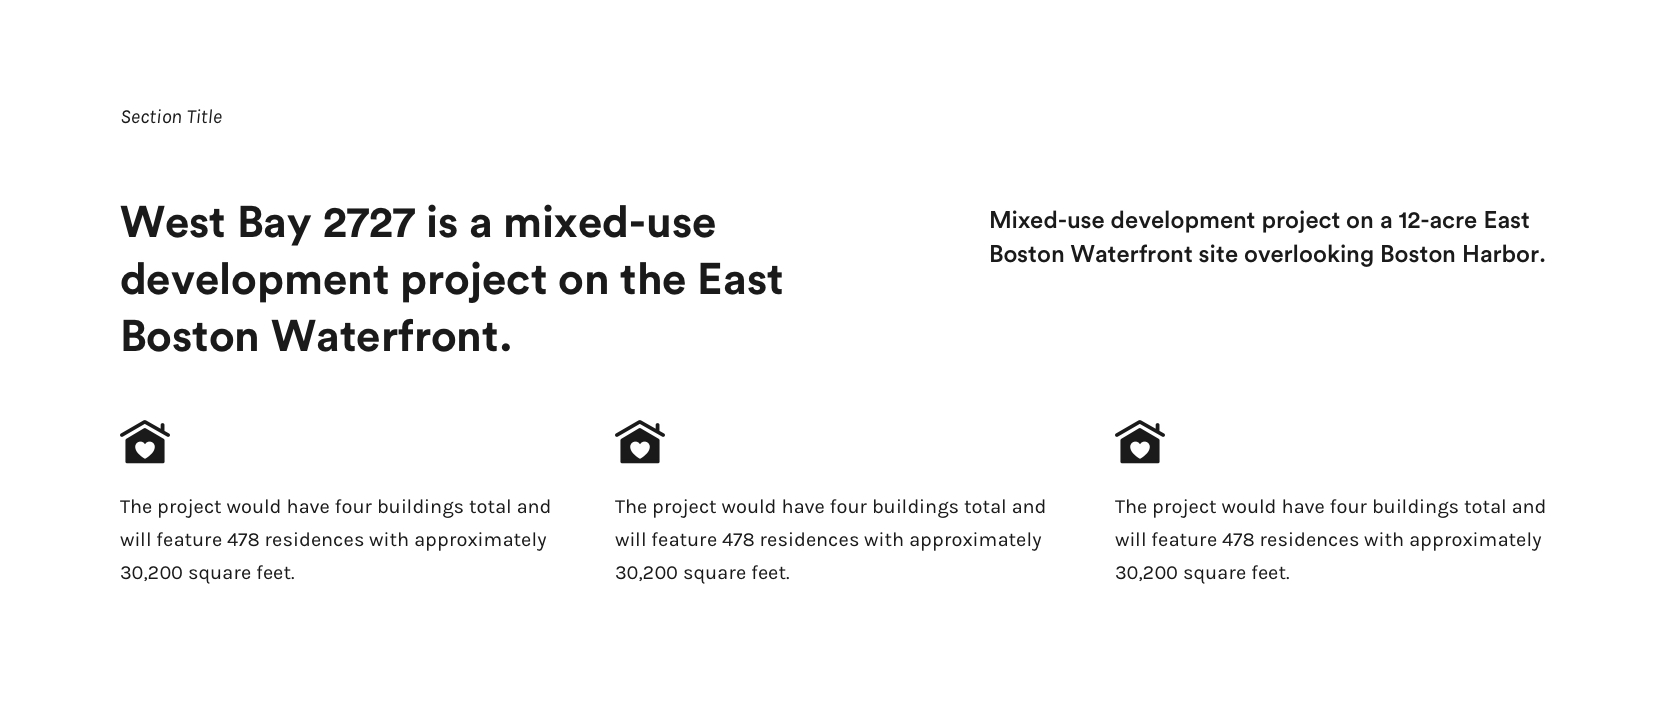 Section Title
West Bay 2727 is a mixed-use
development project on the East
Boston Waterfront.
Mixed-use development project on a 12-acre East
Boston Waterfront site overlooking Boston Harbor.
The project would have four buildings total and
will feature 478 residences with approximately
30,200 square feet.
The project would have four buildings total and
will feature 478 residences with approximately
30,200 square feet.
The project would have four buildings total and
will feature 478 residences with approximately
30,200 square feet.